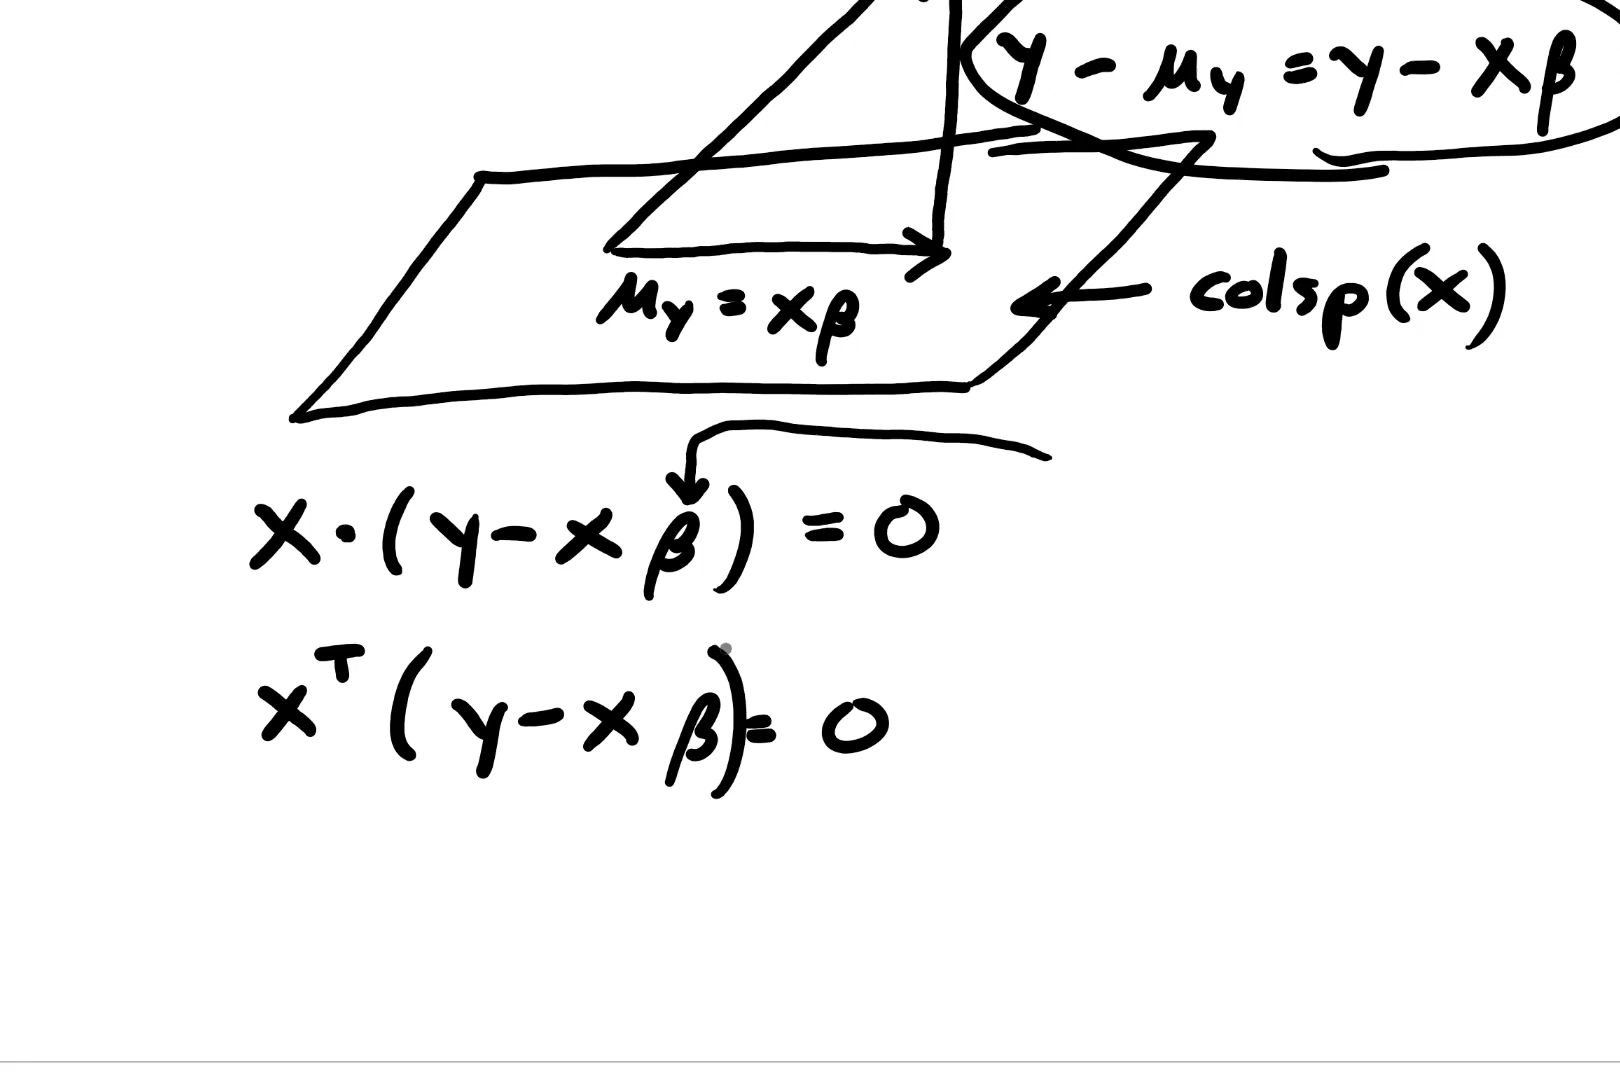 y - μy = y - Xβ
μy = Xβ
colsp(X)
X · (y - Xβ) = 0
X^T (y - Xβ) = 0